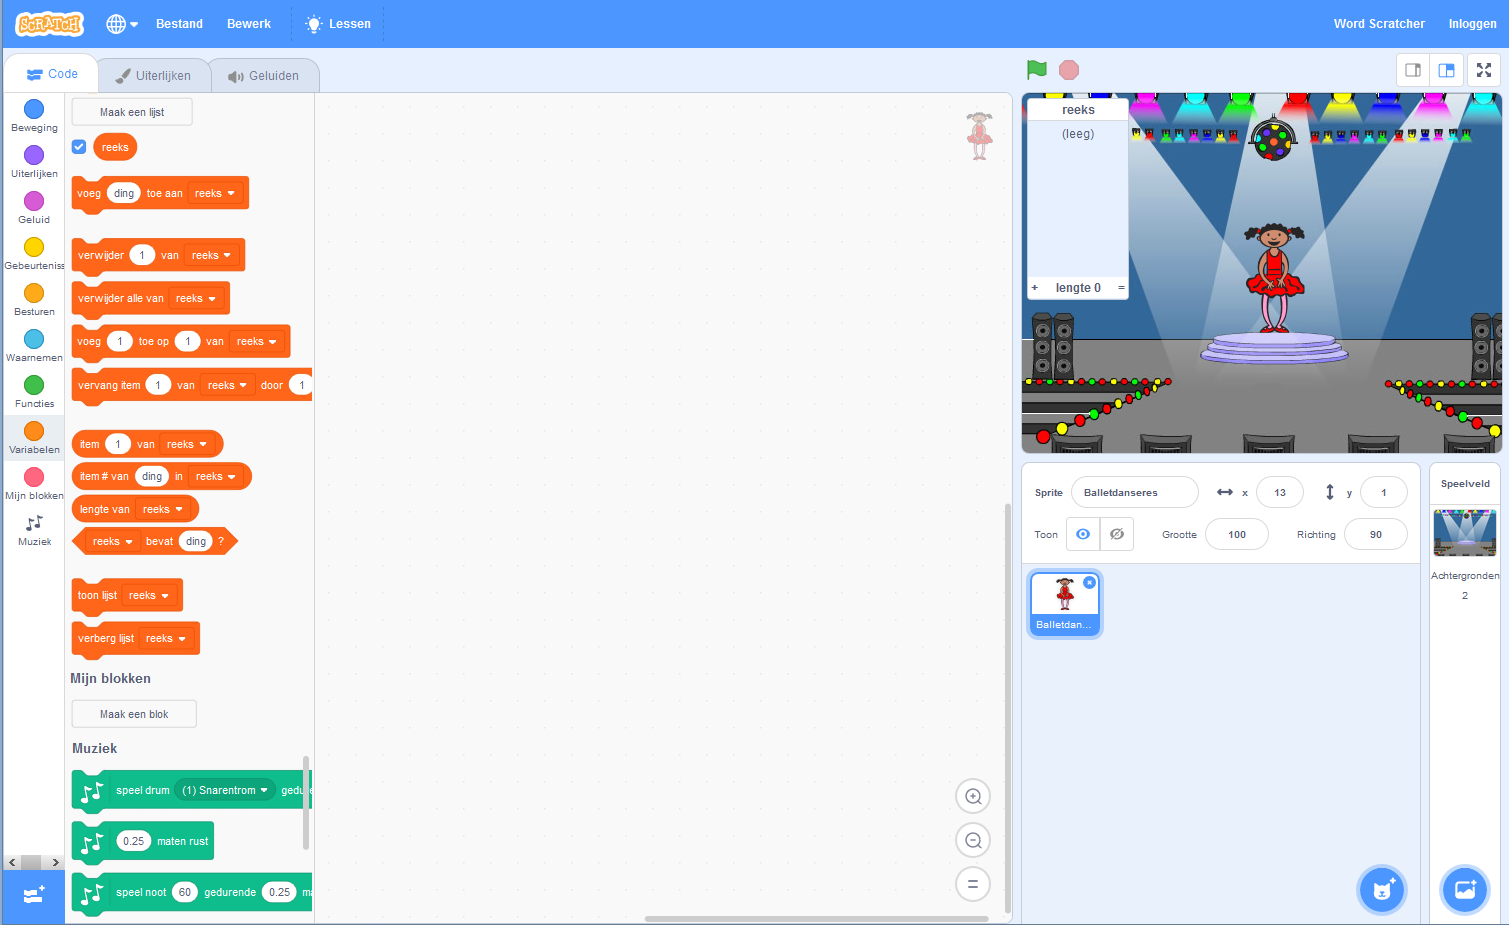 SCRATCH
Bestand
Bewerk
Lessen
Word Scratcher
Inloggen
Code
Uiterlijken
Geluiden
Beweging
Uiterlijken
Geluid
Gebeurteniss
Besturen
Waarnemen
Functies
Variabelen
Mijn blokken
Muziek
Maak een lijst
reeks
voeg ding toe aan reeks
verwijder 1 van reeks
verwijder alle van reeks
voeg 1 toe op 1 van reeks
vervang item 1 van reeks door 1
item 1 van reeks
item # van ding in reeks
lengte van reeks
reeks bevat ding ?
toon lijst reeks
verberg lijst reeks
Mijn blokken
Maak een blok
Muziek
speel drum (1) Snarentrom
0.25 maten rust
speel noot 60 gedurende 0.25
reeks
(leeg)
+ lengte 0 =
Sprite Balletdanseres x 13 y 1
Toon Grootte 100 Richting 90
Balletdan...
Speelveld
Achtergronden
2